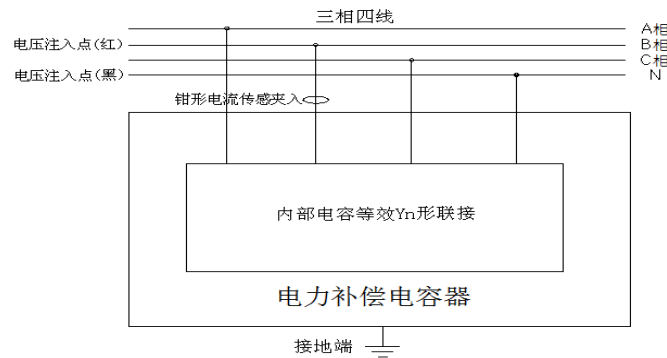 三相四线
A相
电压注入点(红)
B相
C相
电压注入点(黑)
N
钳形电流传感夹入
内部电容等效Yn形联接
电力补偿电容器
接地端